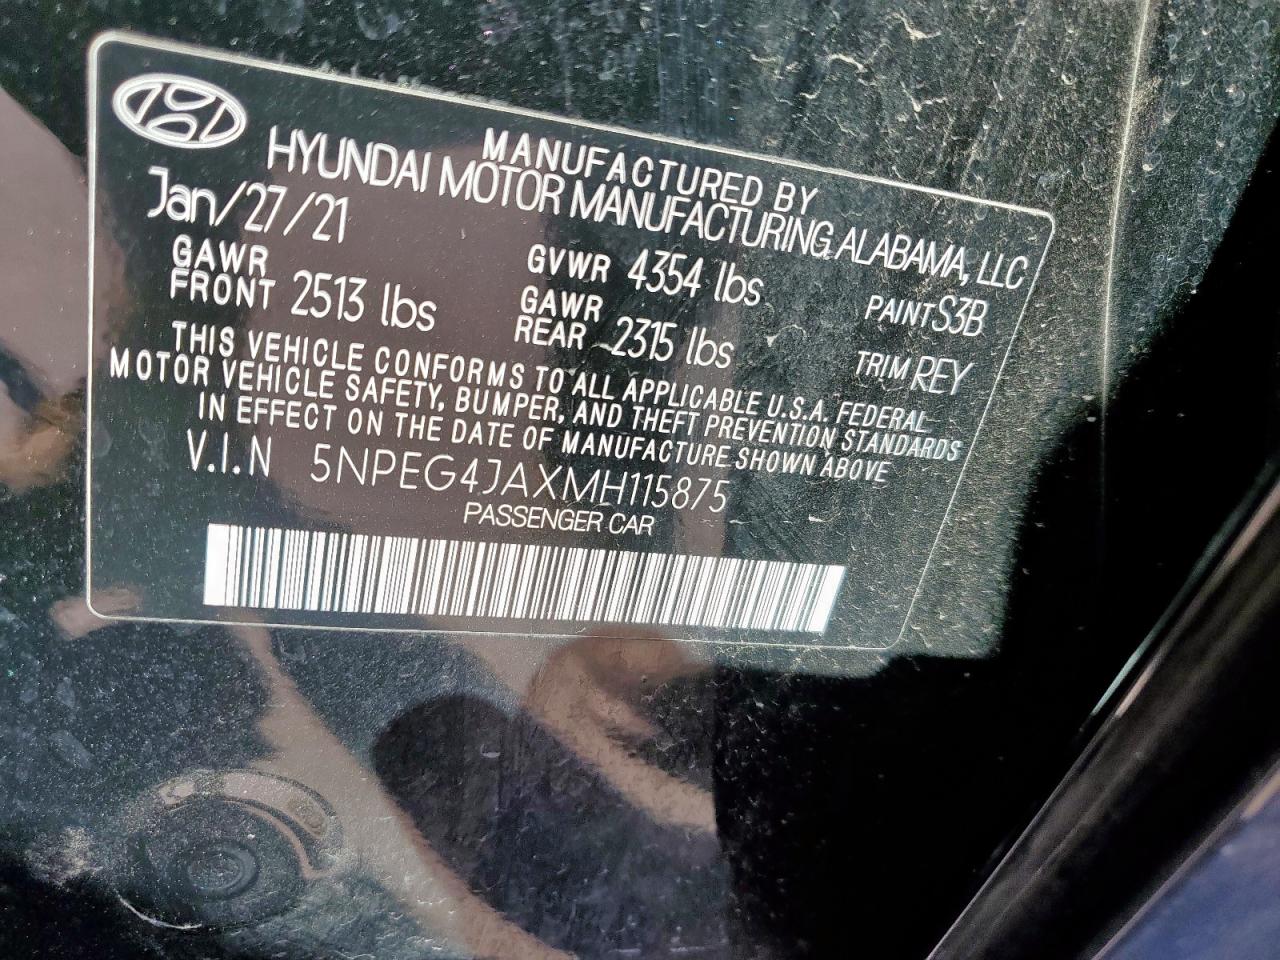 MANUFACTURED BY
HYUNDAI MOTOR MANUFACTURING ALABAMA, LLC
Jan/27/21
GVWR 4354 lbs
PAINT S3B
GAWR
FRONT 2513 lbs
GAWR
REAR 2315 lbs
TRIM REY
THIS VEHICLE CONFORMS TO ALL APPLICABLE U.S.A. FEDERAL
MOTOR VEHICLE SAFETY, BUMPER, AND THEFT PREVENTION STANDARDS
IN EFFECT ON THE DATE OF MANUFACTURE SHOWN ABOVE
V.I.N 5NPEG4JAXMH115875
PASSENGER CAR